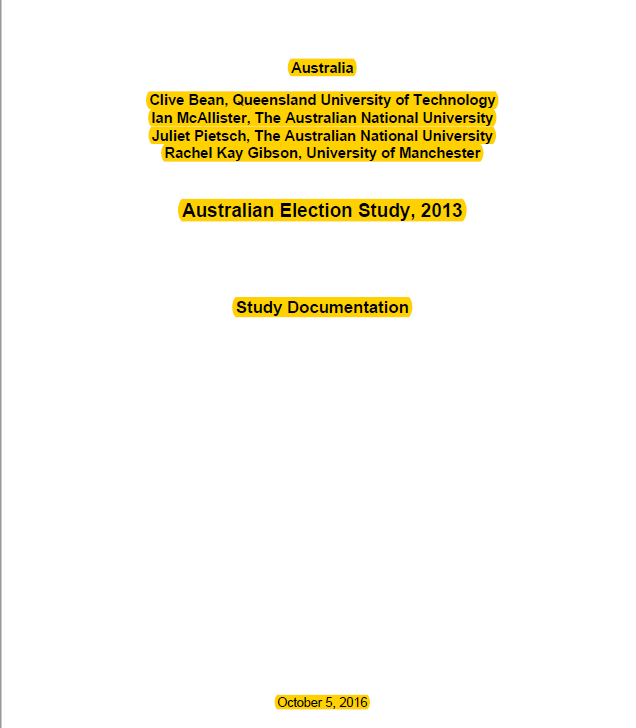 Australia
Clive Bean, Queensland University of Technology
Ian McAllister, The Australian National University
Juliet Pietsch, The Australian National University
Rachel Kay Gibson, University of Manchester
Australian Election Study, 2013
Study Documentation
October 5, 2016